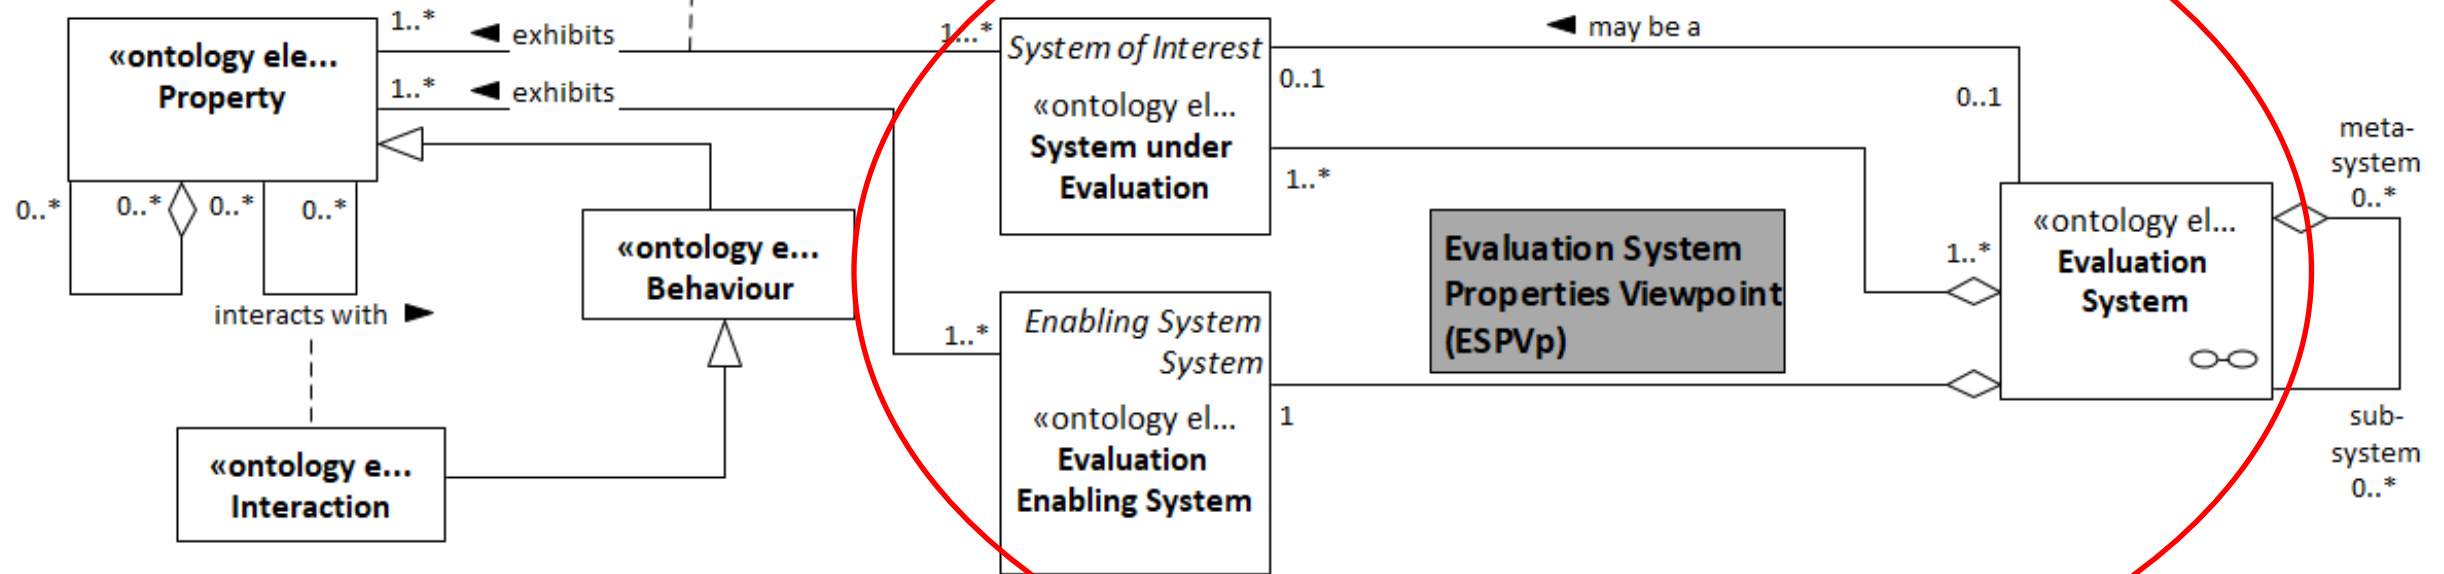 «ontology ele...
Property
1..*
◄ exhibits
1..*
◄ exhibits
0..*
0..*
0..*
0..*
interacts with ►
«ontology e...
Behaviour
«ontology e...
Interaction
1...*
System of Interest
«ontology el...
System under
Evaluation
◄ may be a
0..1
0..1
1..*
1..*
Enabling System
System
«ontology el...
Evaluation
Enabling System
1
Evaluation System
Properties Viewpoint
(ESPVp)
1..*
«ontology el...
Evaluation
System
meta-
system
0..*
sub-
system
0..*